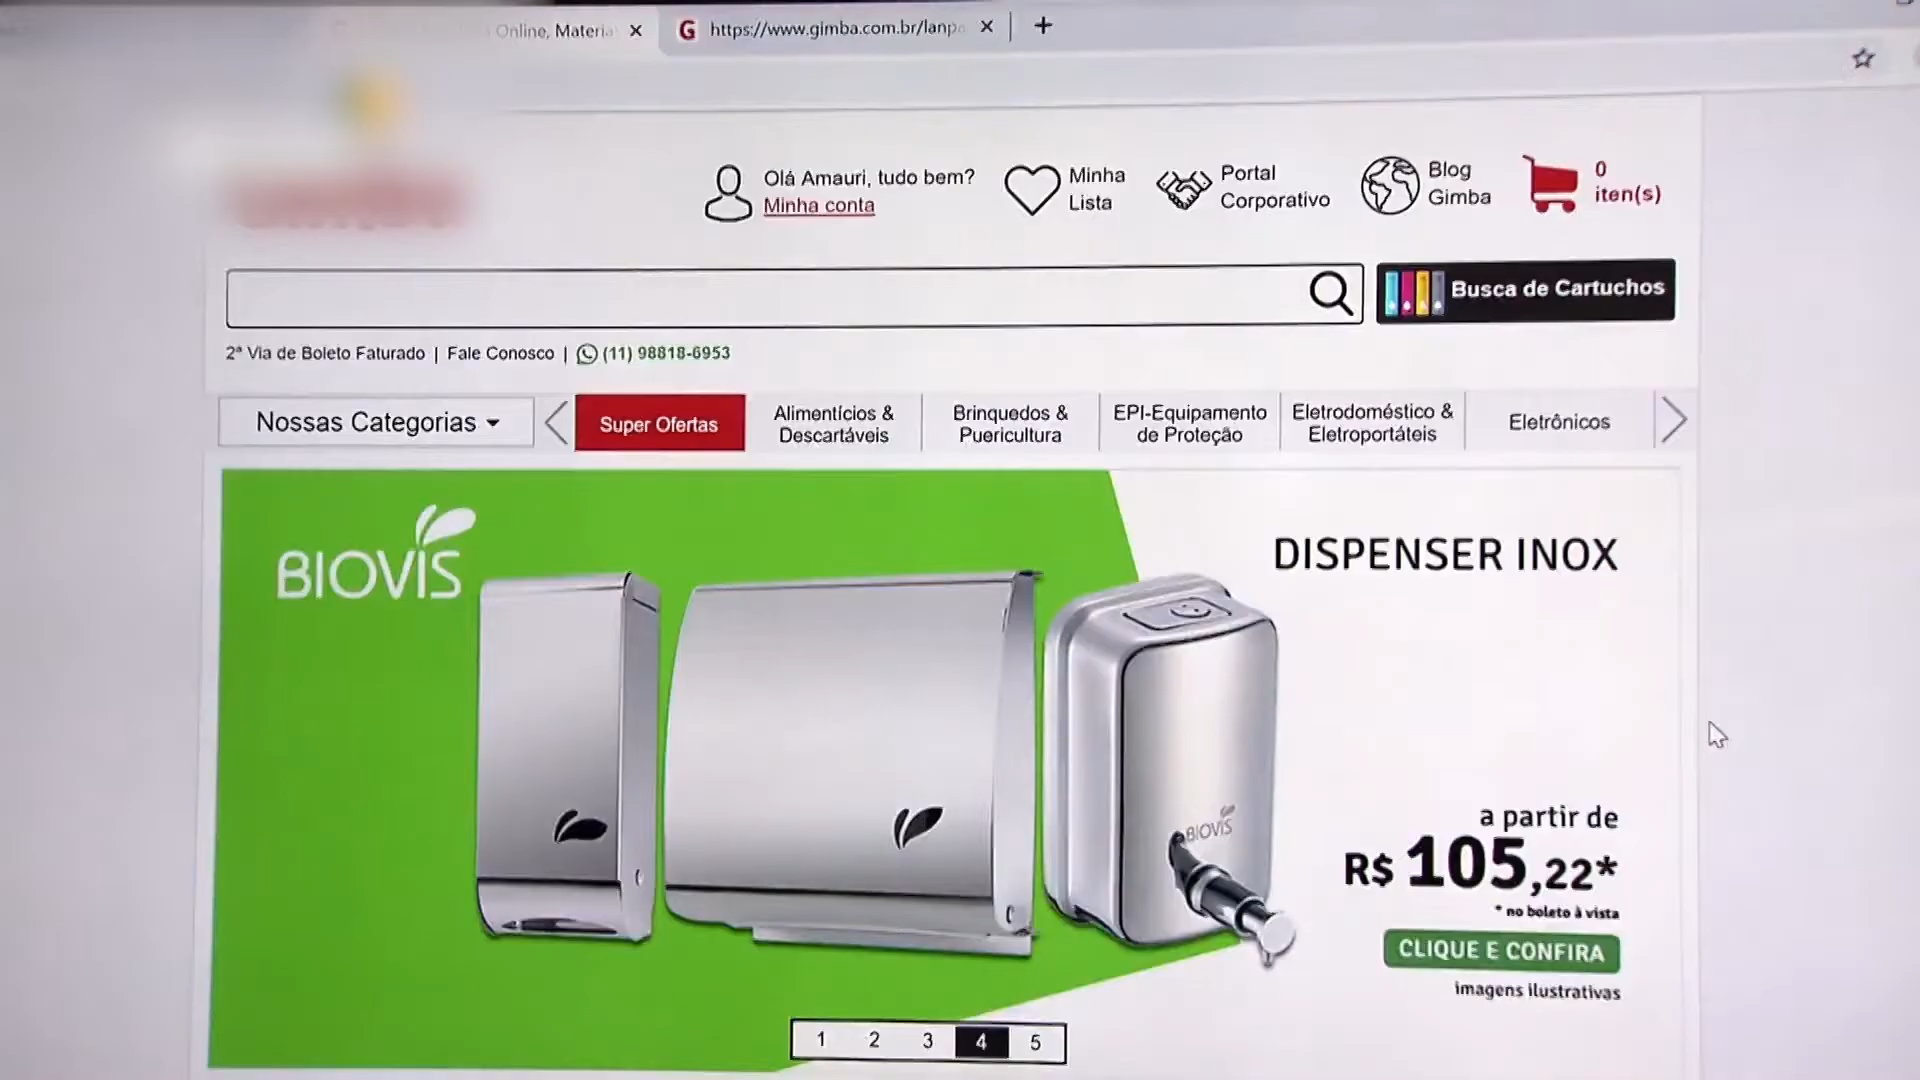 Online, Materia
https://www.gimba.com.br/lanp
Olá Amauri, tudo bem?
Minha conta
Minha
Lista
Portal
Corporativo
Blog
Gimba
0
iten(s)
Busca de Cartuchos
2ª Via de Boleto Faturado | Fale Conosco | (11) 98818-6953
Nossas Categorias
Super Ofertas
Alimentícios &
Descartáveis
Brinquedos &
Puericultura
EPI-Equipamento
de Proteção
Eletrodoméstico &
Eletroportáteis
Eletrônicos
BIOVIS
DISPENSER INOX
BIOVIS
a partir de
R$ 105,22*
* no boleto à vista
CLIQUE E CONFIRA
imagens ilustrativas
1 2 3 4 5